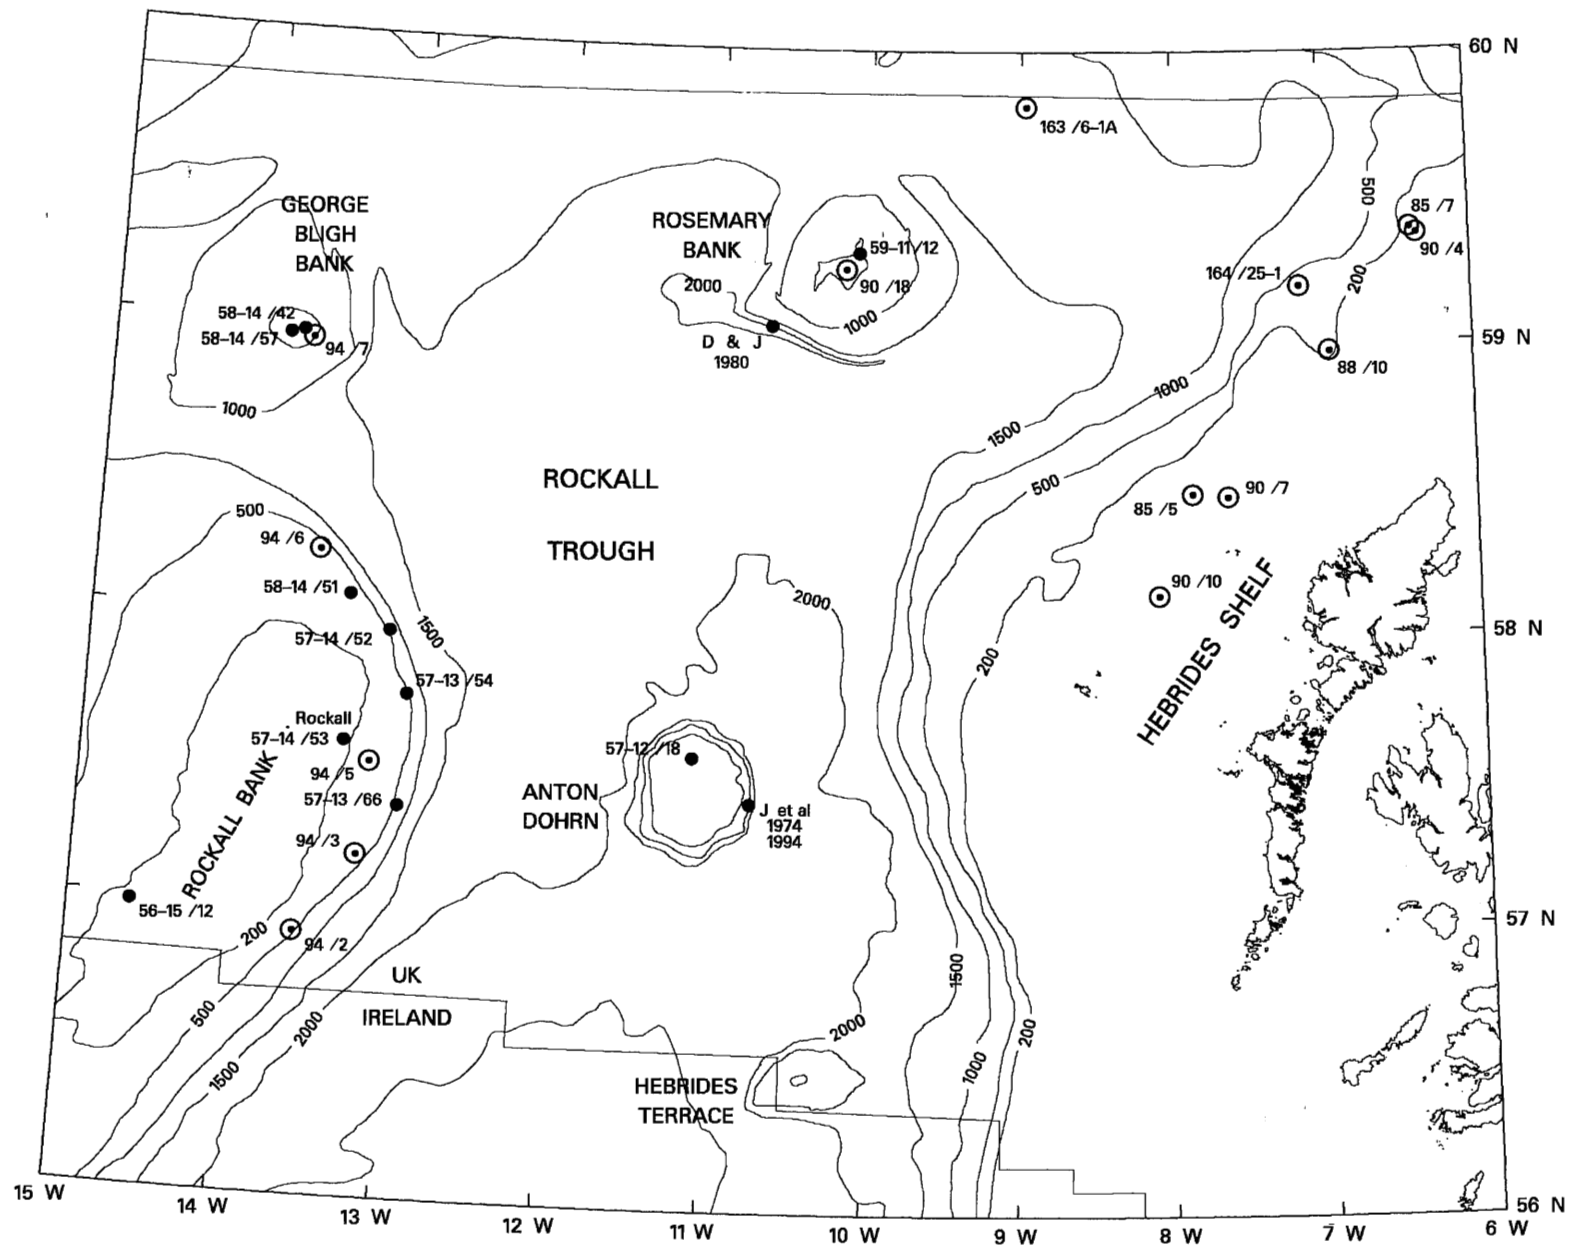 60 N
163 /6–1A
500
GEORGE
BLIGH
BANK
ROSEMARY
BANK
85 /7
59–11/12
90 /4
164 /25–1
200
2000
90 /18
58–14 /42
1000
58–14 /57
94 /7
D & J
1980
59 N
88 /10
1000
1000
1500
ROCKALL
500
90 /7
85 /5
500
94 /6
TROUGH
58–14 /51
90 /10
2000
1500
57–14 /52
58 N
HEBRIDES SHELF
200
57–13 /54
Rockall
57–14 /53
57–12 /18
94 /5
ROCKALL BANK
ANTON
DOHRN
57–13 /66
J et al
1974
1994
94 /3
56–15 /12
57 N
200
94 /2
UK
1500
500
IRELAND
2000
2000
200
1500
1000
HEBRIDES
TERRACE
15 W
14 W
13 W
12 W
11 W
10 W
9 W
8 W
7 W
6 W
56 N